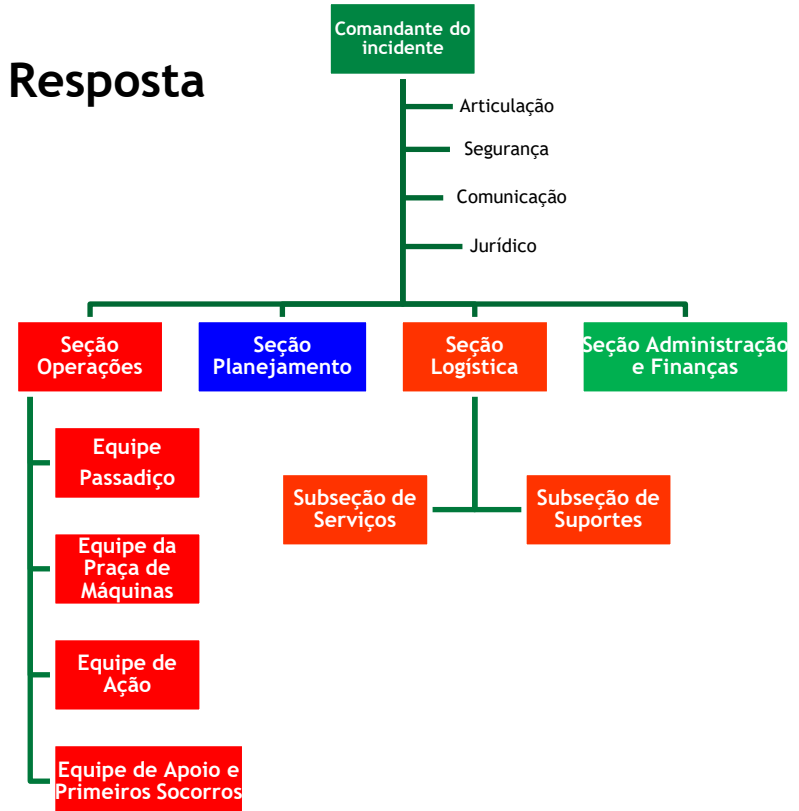 Comandante do
incidente
Resposta
Articulação
Segurança
Comunicação
Jurídico
Seção
Operações
Seção
Planejamento
Seção
Logística
Seção Administração
e Finanças
Equipe
Passadiço
Subseção de
Serviços
Subseção de
Suportes
Equipe da
Praça de
Máquinas
Equipe de
Ação
Equipe de Apoio e
Primeiros Socorros